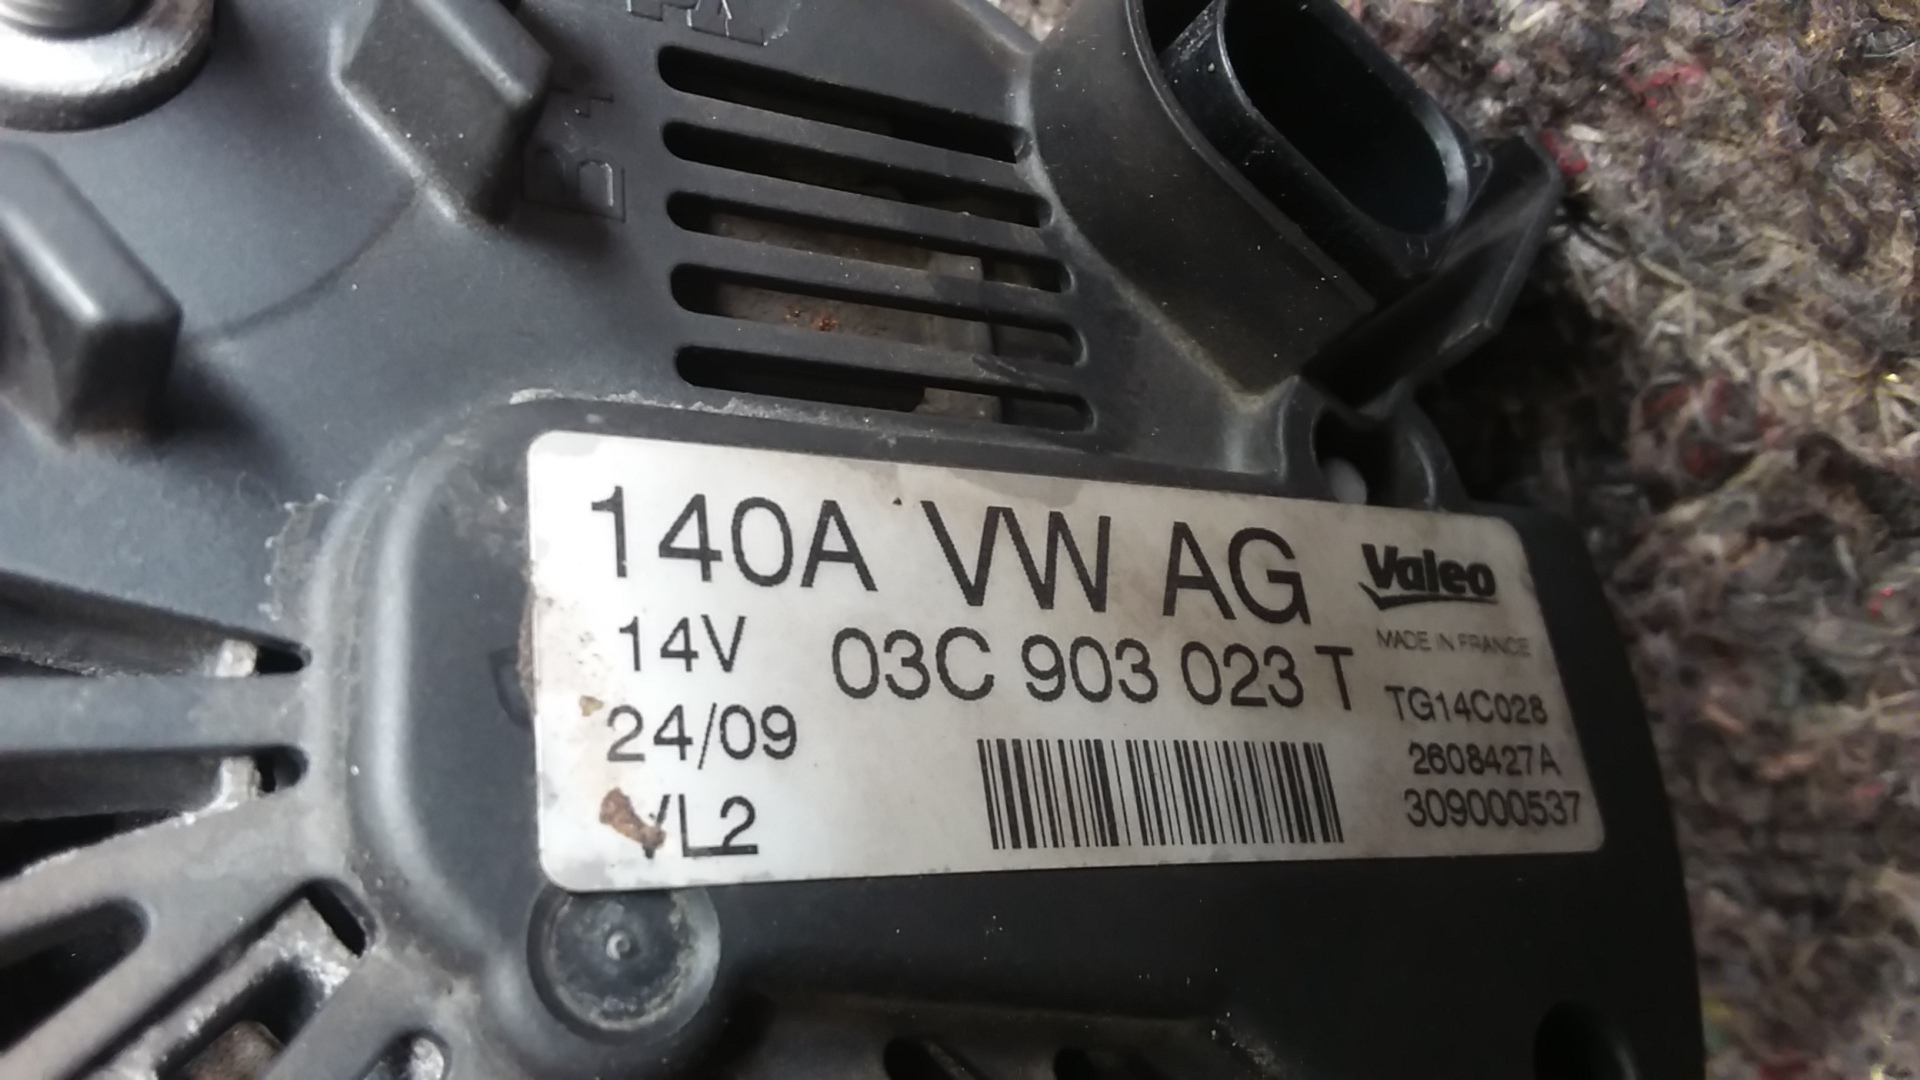 B+
140A VW AG
Valeo
MADE IN FRANCE
14V
03C 903 023 T
24/09
TG14C028
2608427A
VL2
309000537